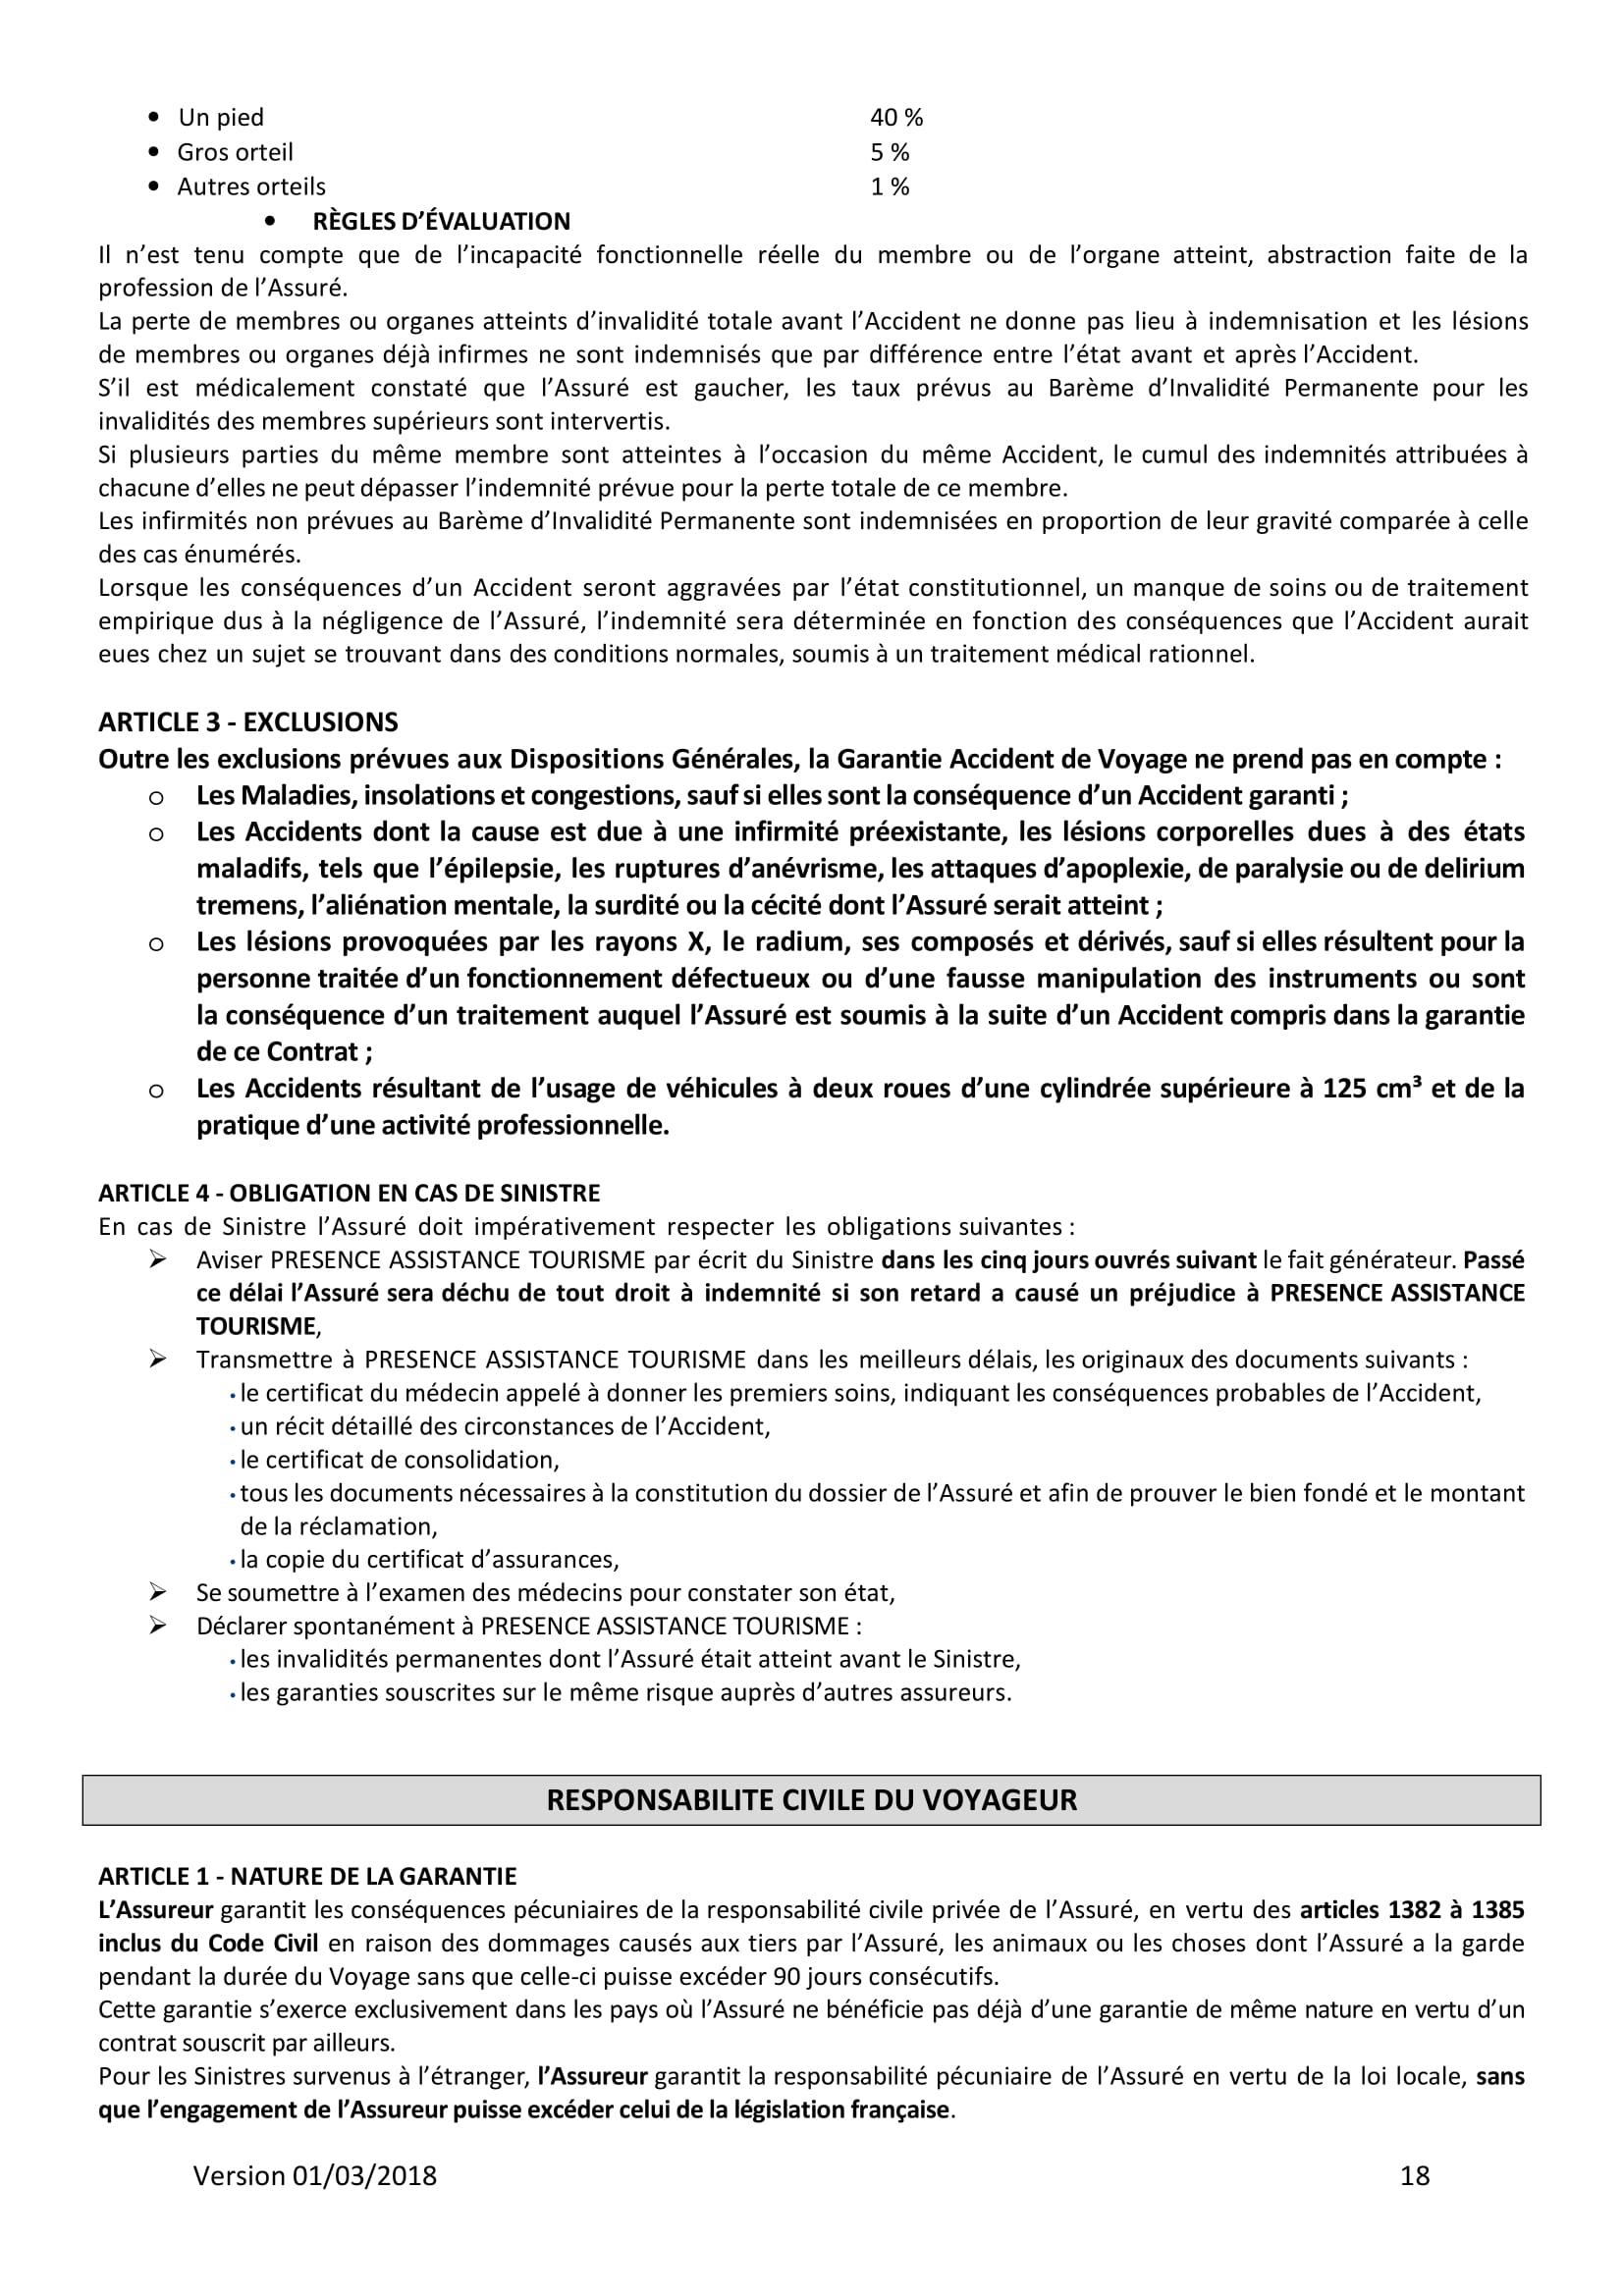 • Un pied 40 %
• Gros orteil 5 %
• Autres orteils 1 %
• RÈGLES D’ÉVALUATION
Il n’est tenu compte que de l’incapacité fonctionnelle réelle du membre ou de l’organe atteint, abstraction faite de la
profession de l’Assuré.
La perte de membres ou organes atteints d’invalidité totale avant l’Accident ne donne pas lieu à indemnisation et les lésions
de membres ou organes déjà infirmes ne sont indemnisés que par différence entre l’état avant et après l’Accident.
S’il est médicalement constaté que l’Assuré est gaucher, les taux prévus au Barème d’Invalidité Permanente pour les
invalidités des membres supérieurs sont intervertis.
Si plusieurs parties du même membre sont atteintes à l’occasion du même Accident, le cumul des indemnités attribuées à
chacune d’elles ne peut dépasser l’indemnité prévue pour la perte totale de ce membre.
Les infirmités non prévues au Barème d’Invalidité Permanente sont indemnisées en proportion de leur gravité comparée à celle
des cas énumérés.
Lorsque les conséquences d’un Accident seront aggravées par l’état constitutionnel, un manque de soins ou de traitement
empirique dus à la négligence de l’Assuré, l’indemnité sera déterminée en fonction des conséquences que l’Accident aurait
eues chez un sujet se trouvant dans des conditions normales, soumis à un traitement médical rationnel.
ARTICLE 3 - EXCLUSIONS
Outre les exclusions prévues aux Dispositions Générales, la Garantie Accident de Voyage ne prend pas en compte :
o Les Maladies, insolations et congestions, sauf si elles sont la conséquence d’un Accident garanti ;
o Les Accidents dont la cause est due à une infirmité préexistante, les lésions corporelles dues à des états
maladifs, tels que l’épilepsie, les ruptures d’anévrisme, les attaques d’apoplexie, de paralysie ou de delirium
tremens, l’aliénation mentale, la surdité ou la cécité dont l’Assuré serait atteint ;
o Les lésions provoquées par les rayons X, le radium, ses composés et dérivés, sauf si elles résultent pour la
personne traitée d’un fonctionnement défectueux ou d’une fausse manipulation des instruments ou sont
la conséquence d’un traitement auquel l’Assuré est soumis à la suite d’un Accident compris dans la garantie
de ce Contrat ;
o Les Accidents résultant de l’usage de véhicules à deux roues d’une cylindrée supérieure à 125 cm³ et de la
pratique d’une activité professionnelle.
ARTICLE 4 - OBLIGATION EN CAS DE SINISTRE
En cas de Sinistre l’Assuré doit impérativement respecter les obligations suivantes :
➢ Aviser PRESENCE ASSISTANCE TOURISME par écrit du Sinistre dans les cinq jours ouvrés suivant le fait générateur. Passé
ce délai l’Assuré sera déchu de tout droit à indemnité si son retard a causé un préjudice à PRESENCE ASSISTANCE
TOURISME,
➢ Transmettre à PRESENCE ASSISTANCE TOURISME dans les meilleurs délais, les originaux des documents suivants :
• le certificat du médecin appelé à donner les premiers soins, indiquant les conséquences probables de l’Accident,
• un récit détaillé des circonstances de l’Accident,
• le certificat de consolidation,
• tous les documents nécessaires à la constitution du dossier de l’Assuré et afin de prouver le bien fondé et le montant
de la réclamation,
• la copie du certificat d’assurances,
➢ Se soumettre à l’examen des médecins pour constater son état,
➢ Déclarer spontanément à PRESENCE ASSISTANCE TOURISME :
• les invalidités permanentes dont l’Assuré était atteint avant le Sinistre,
• les garanties souscrites sur le même risque auprès d’autres assureurs.
RESPONSABILITE CIVILE DU VOYAGEUR
ARTICLE 1 - NATURE DE LA GARANTIE
L’Assureur garantit les conséquences pécuniaires de la responsabilité civile privée de l’Assuré, en vertu des articles 1382 à 1385
inclus du Code Civil en raison des dommages causés aux tiers par l’Assuré, les animaux ou les choses dont l’Assuré a la garde
pendant la durée du Voyage sans que celle-ci puisse excéder 90 jours consécutifs.
Cette garantie s’exerce exclusivement dans les pays où l’Assuré ne bénéficie pas déjà d’une garantie de même nature en vertu d’un
contrat souscrit par ailleurs.
Pour les Sinistres survenus à l’étranger, l’Assureur garantit la responsabilité pécuniaire de l’Assuré en vertu de la loi locale, sans
que l’engagement de l’Assureur puisse excéder celui de la législation française.
Version 01/03/2018 18